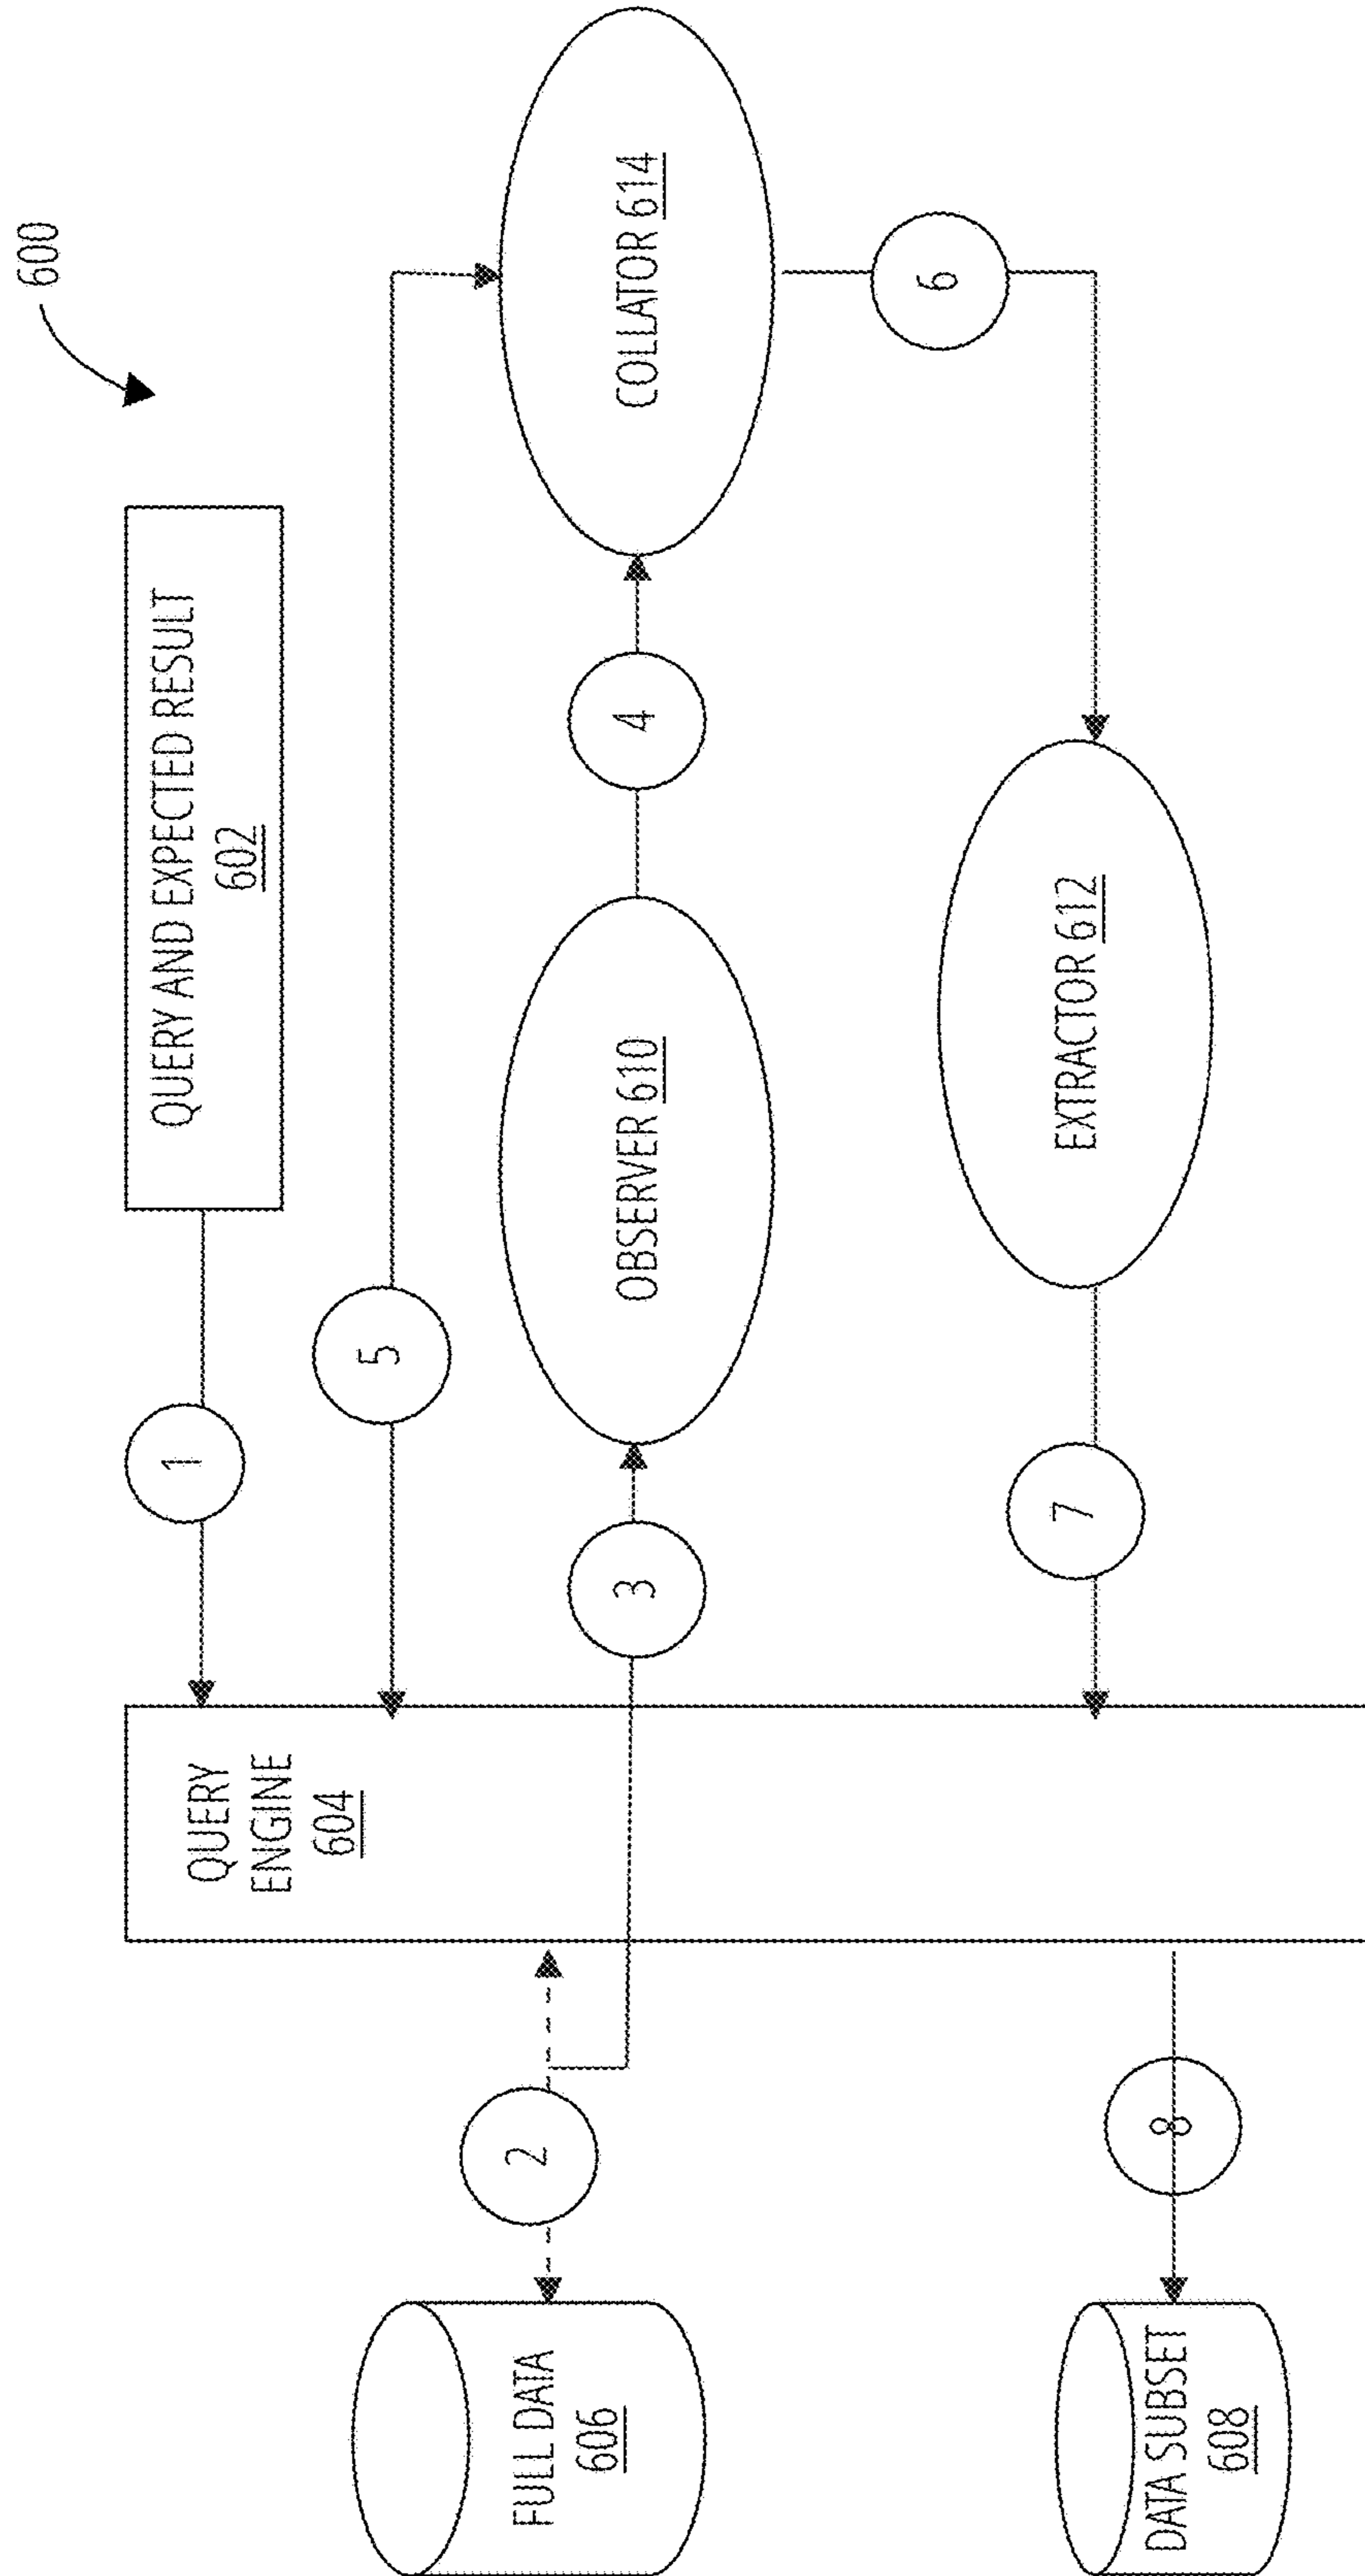 600
QUERY AND EXPECTED RESULT
602
1
5
QUERY
ENGINE
604
2
FULL DATA
606
3
OBSERVER 610
4
COLLATOR 614
6
EXTRACTOR 612
7
8
DATA SUBSET
608